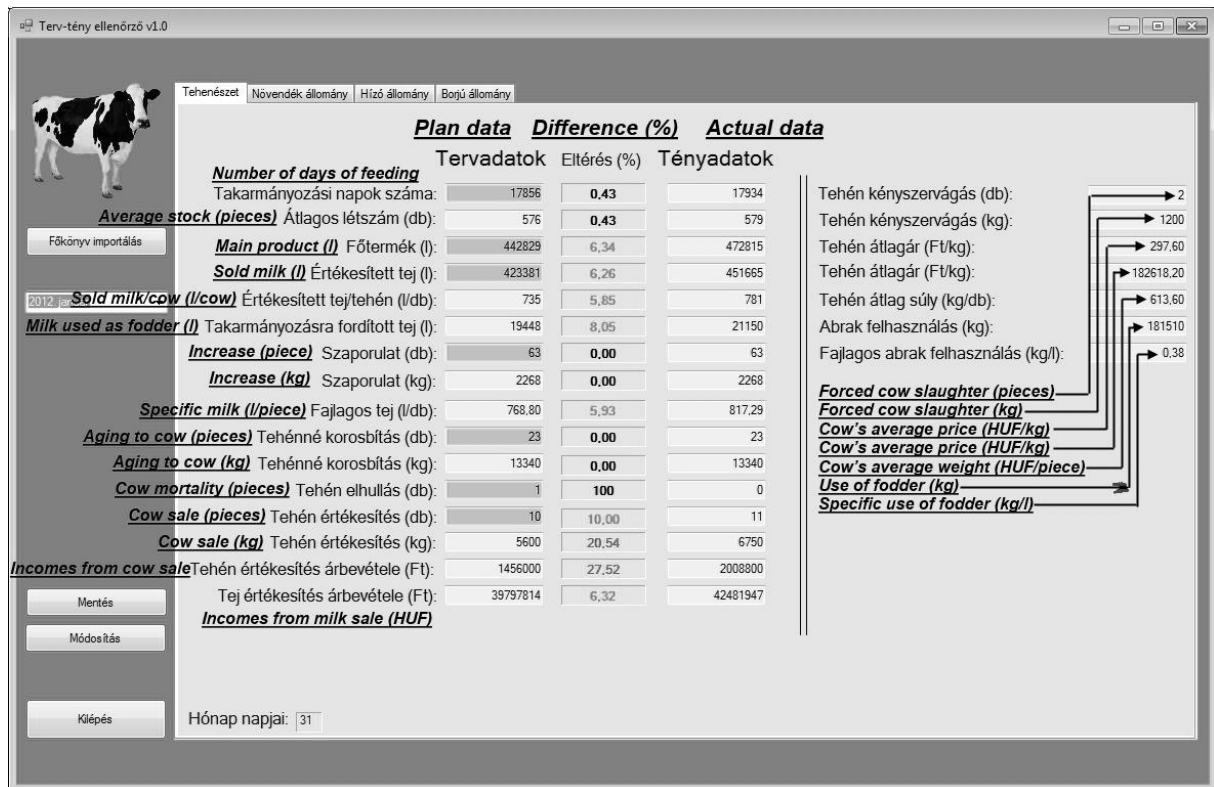 Terv-tény ellenőrző v1.0
Tehenészet Növendék állomány Hízó állomány Borjú állomány
Plan data Difference (%) Actual data
Tervadatok Eltérés (%) Tényadatok
Number of days of feeding
Takarmányozási napok száma: 17856 0,43 17934
Average stock (pieces) Átlagos létszám (db): 576 0,43 579
Főkönyv importálás
Main product (l) Főtermék (l): 442829 6,34 472815
Sold milk (l) Értékesített tej (l): 423381 6,26 451665
2012. Sold milk/cow (l/cow) Értékesített tej/tehén (l/db): 735 5,85 781
Milk used as fodder (l) Takarmányozásra fordított tej (l): 19448 8,05 21150
Increase (piece) Szaporulat (db): 63 0,00 63
Increase (kg) Szaporulat (kg): 2268 0,00 2268
Specific milk (l/piece) Fajlagos tej (l/db): 768,80 5,93 817,29
Aging to cow (pieces) Tehénné korosbítás (db): 23 0,00 23
Aging to cow (kg) Tehénné korosbítás (kg): 13340 0,00 13340
Cow mortality (pieces) Tehén elhullás (db): 1 100 0
Cow sale (pieces) Tehén értékesítés (db): 10 10,00 11
Cow sale (kg) Tehén értékesítés (kg): 5600 20,54 6750
Incomes from cow sale Tehén értékesítés árbevétele (Ft): 1456000 27,52 2008800
Tej értékesítés árbevétele (Ft): 39797814 6,32 42481947
Incomes from milk sale (HUF)
Mentés
Módosítás
Kilépés
Hónap napjai: 31
Tehén kényszervágás (db): 2
Tehén kényszervágás (kg): 1200
Tehén átlagár (Ft/kg): 297,60
Tehén átlagár (Ft/kg): 182618,20
Tehén átlag súly (kg/db): 613,60
Abrak felhasználás (kg): 181510
Fajlagos abrak felhasználás (kg/l): 0,38
Forced cow slaughter (pieces)
Forced cow slaughter (kg)
Cow's average price (HUF/kg)
Cow's average price (HUF/kg)
Cow's average weight (HUF/piece)
Use of fodder (kg)
Specific use of fodder (kg/l)